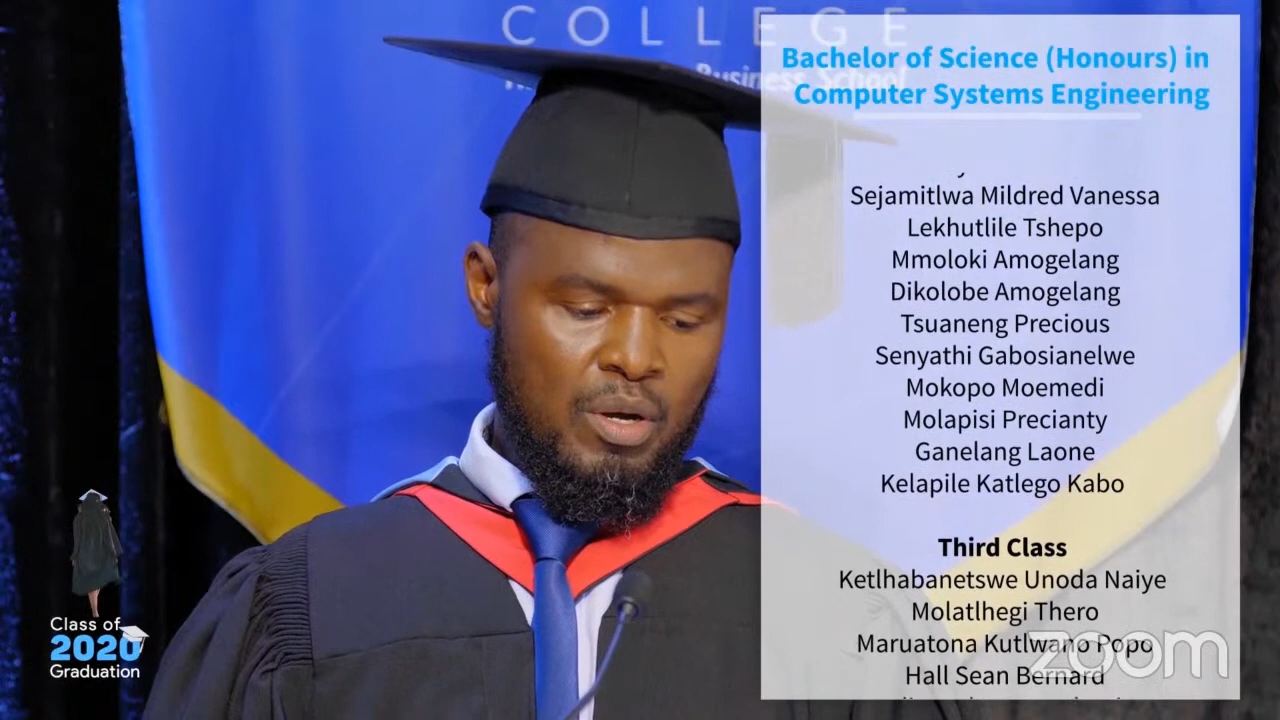 COLLEGE
Business School
Bachelor of Science (Honours) in
Computer Systems Engineering
Sejamitlwa Mildred Vanessa
Lekhutlile Tshepo
Mmoloki Amogelang
Dikolobe Amogelang
Tsuaneng Precious
Senyathi Gabosianelwe
Mokopo Moemedi
Molapisi Precianty
Ganelang Laone
Kelapile Katlego Kabo
Third Class
Ketlhabanetswe Unoda Naiye
Molatlhegi Thero
Maruatona Kutlwano Popo
Hall Sean Bernard
zoom
Class of
2020
Graduation